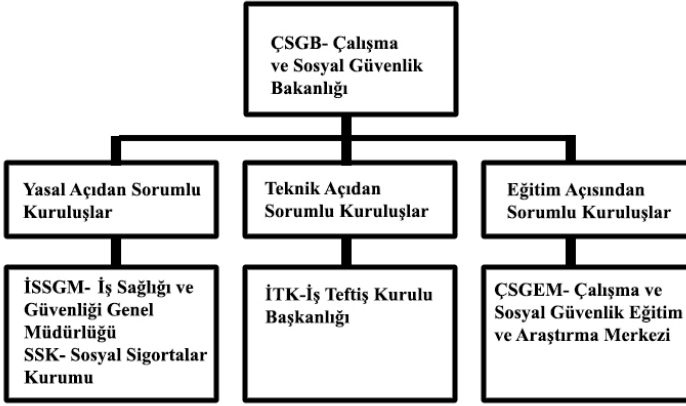 ÇSGB- Çalışma
ve Sosyal Güvenlik
Bakanlığı
Yasal Açıdan Sorumlu
Kuruluşlar
Teknik Açıdan
Sorumlu Kuruluşlar
Eğitim Açısından
Sorumlu Kuruluşlar
İSSGM- İş Sağlığı ve
Güvenliği Genel
Müdürlüğü
SSK- Sosyal Sigortalar
Kurumu
İTK-İş Teftiş Kurulu
Başkanlığı
ÇSGEM- Çalışma ve
Sosyal Güvenlik Eğitim
ve Araştırma Merkezi